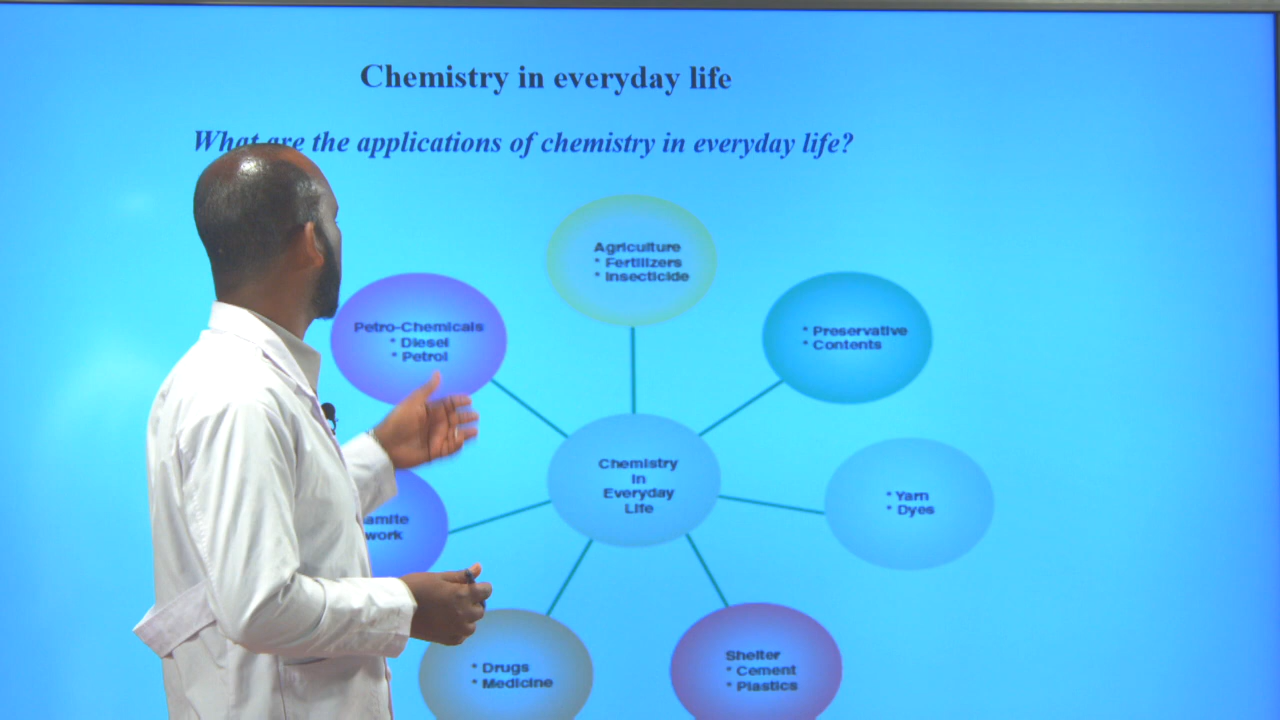 Chemistry in everyday life
What are the applications of chemistry in everyday life?
Agriculture
* Fertilizers
* Insecticide
Petro-Chemicals
* Diesel
* Petrol
* Preservative
* Contents
Chemistry
In
Everyday
Life
* Yarn
* Dyes
amite
work
* Drugs
* Medicine
Shelter
* Cement
* Plastics